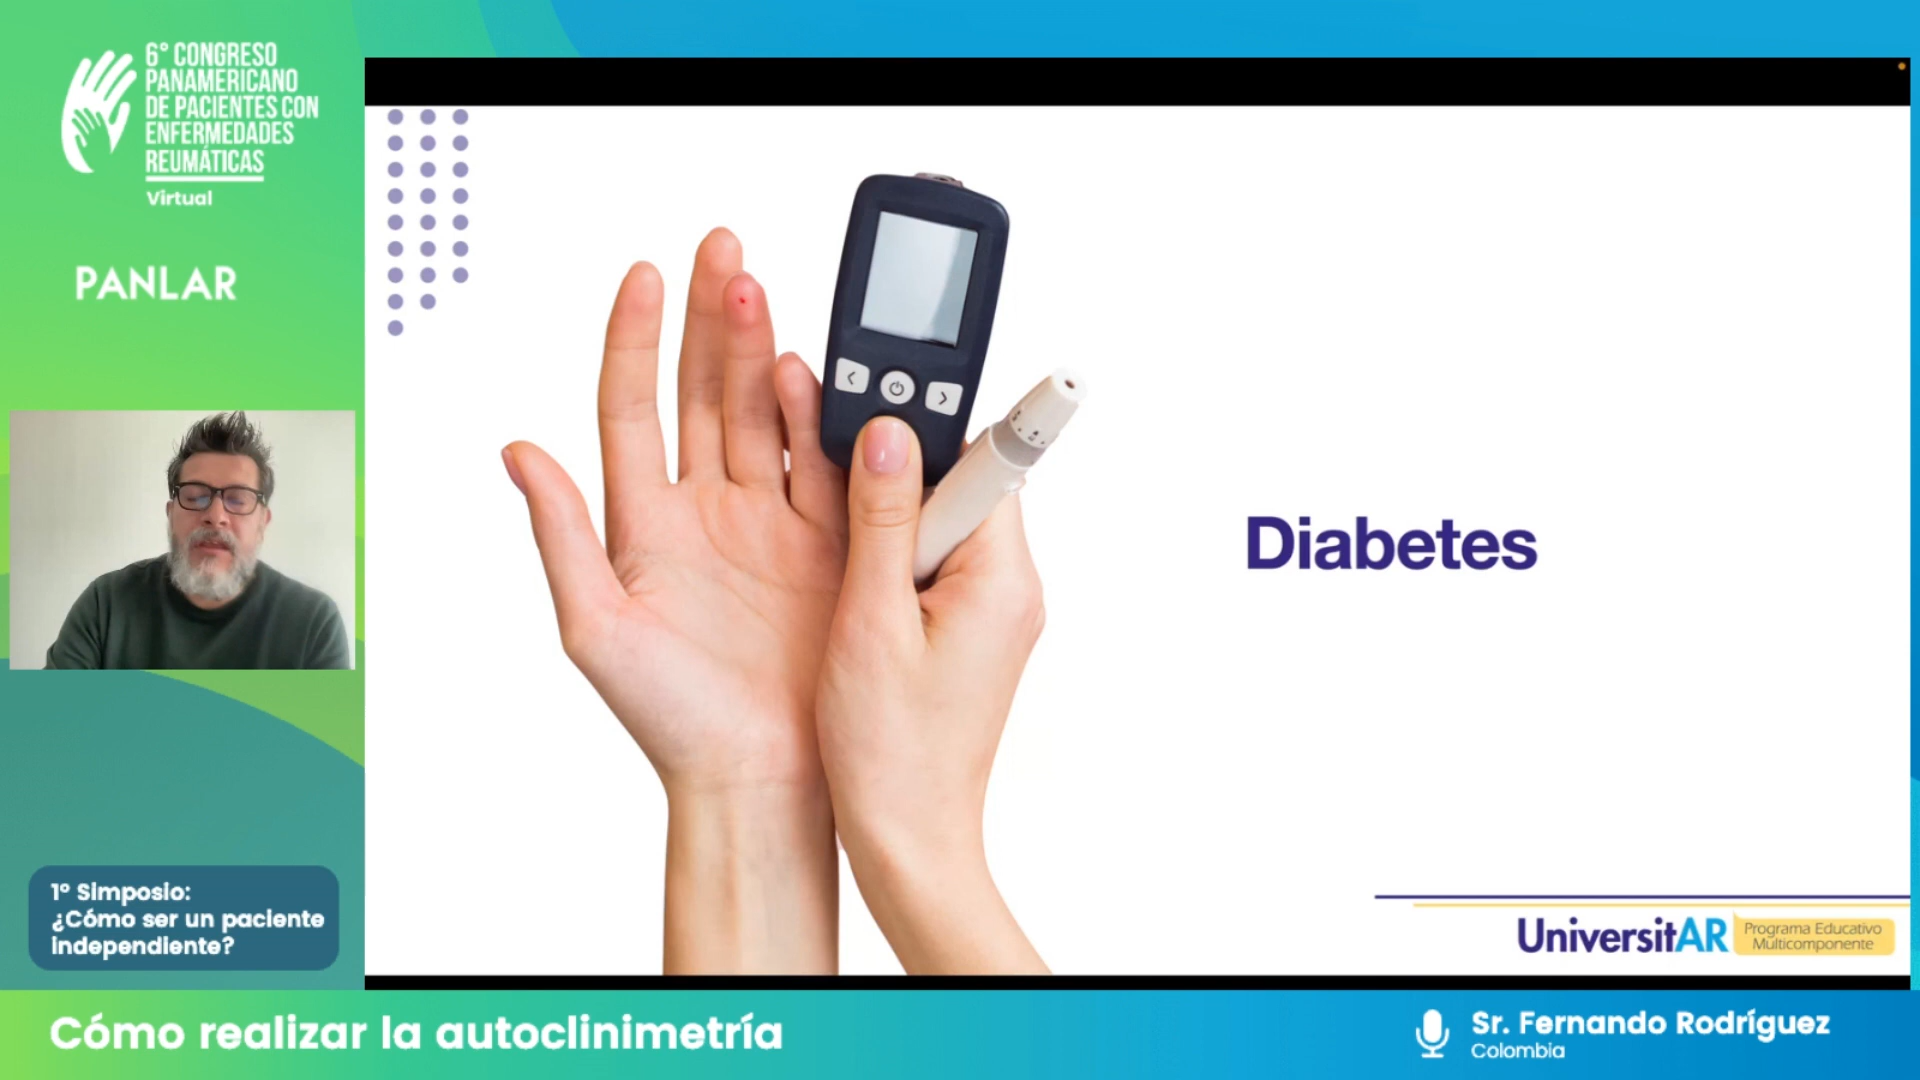 6° CONGRESO
PANAMERICANO
DE PACIENTES CON
ENFERMEDADES
REUMÁTICAS
Virtual
PANLAR
Diabetes
1° Simposio:
¿Cómo ser un paciente
independiente?
UniversitAR
Programa Educativo
Multicomponente
Cómo realizar la autoclinimetría
Sr. Fernando Rodríguez
Colombia